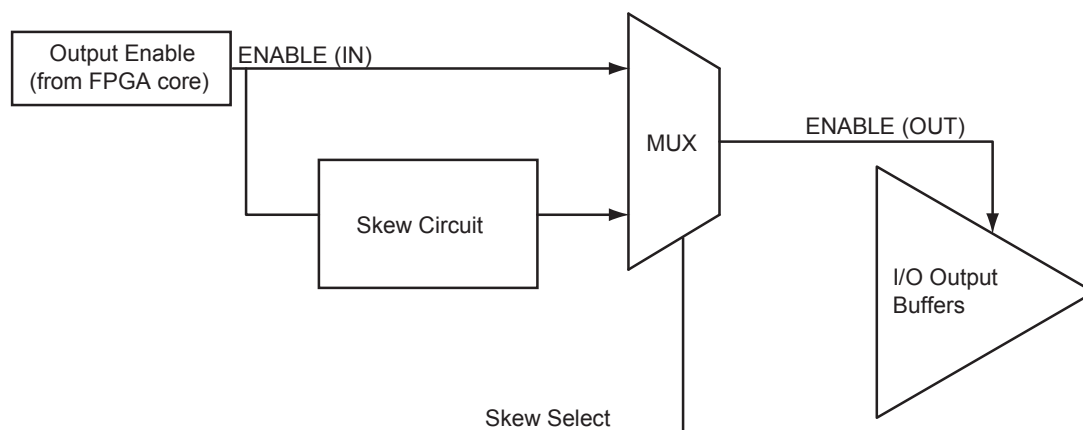 Output Enable
(from FPGA core)
ENABLE (IN)
MUX
ENABLE (OUT)
Skew Circuit
I/O Output
Buffers
Skew Select